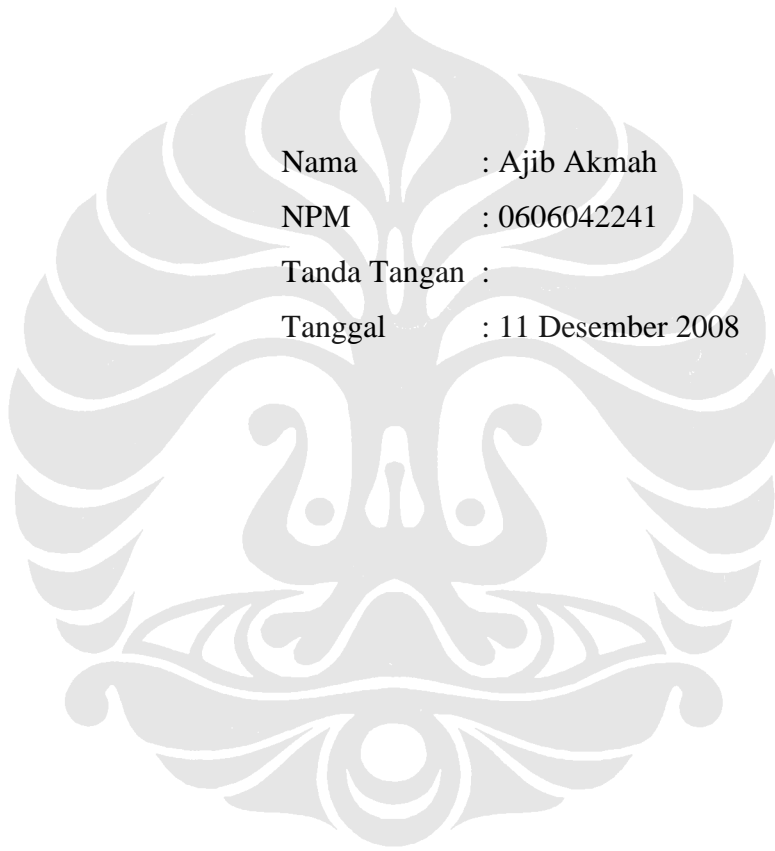 Nama : Ajib Akmah
NPM : 0606042241
Tanda Tangan :
Tanggal : 11 Desember 2008